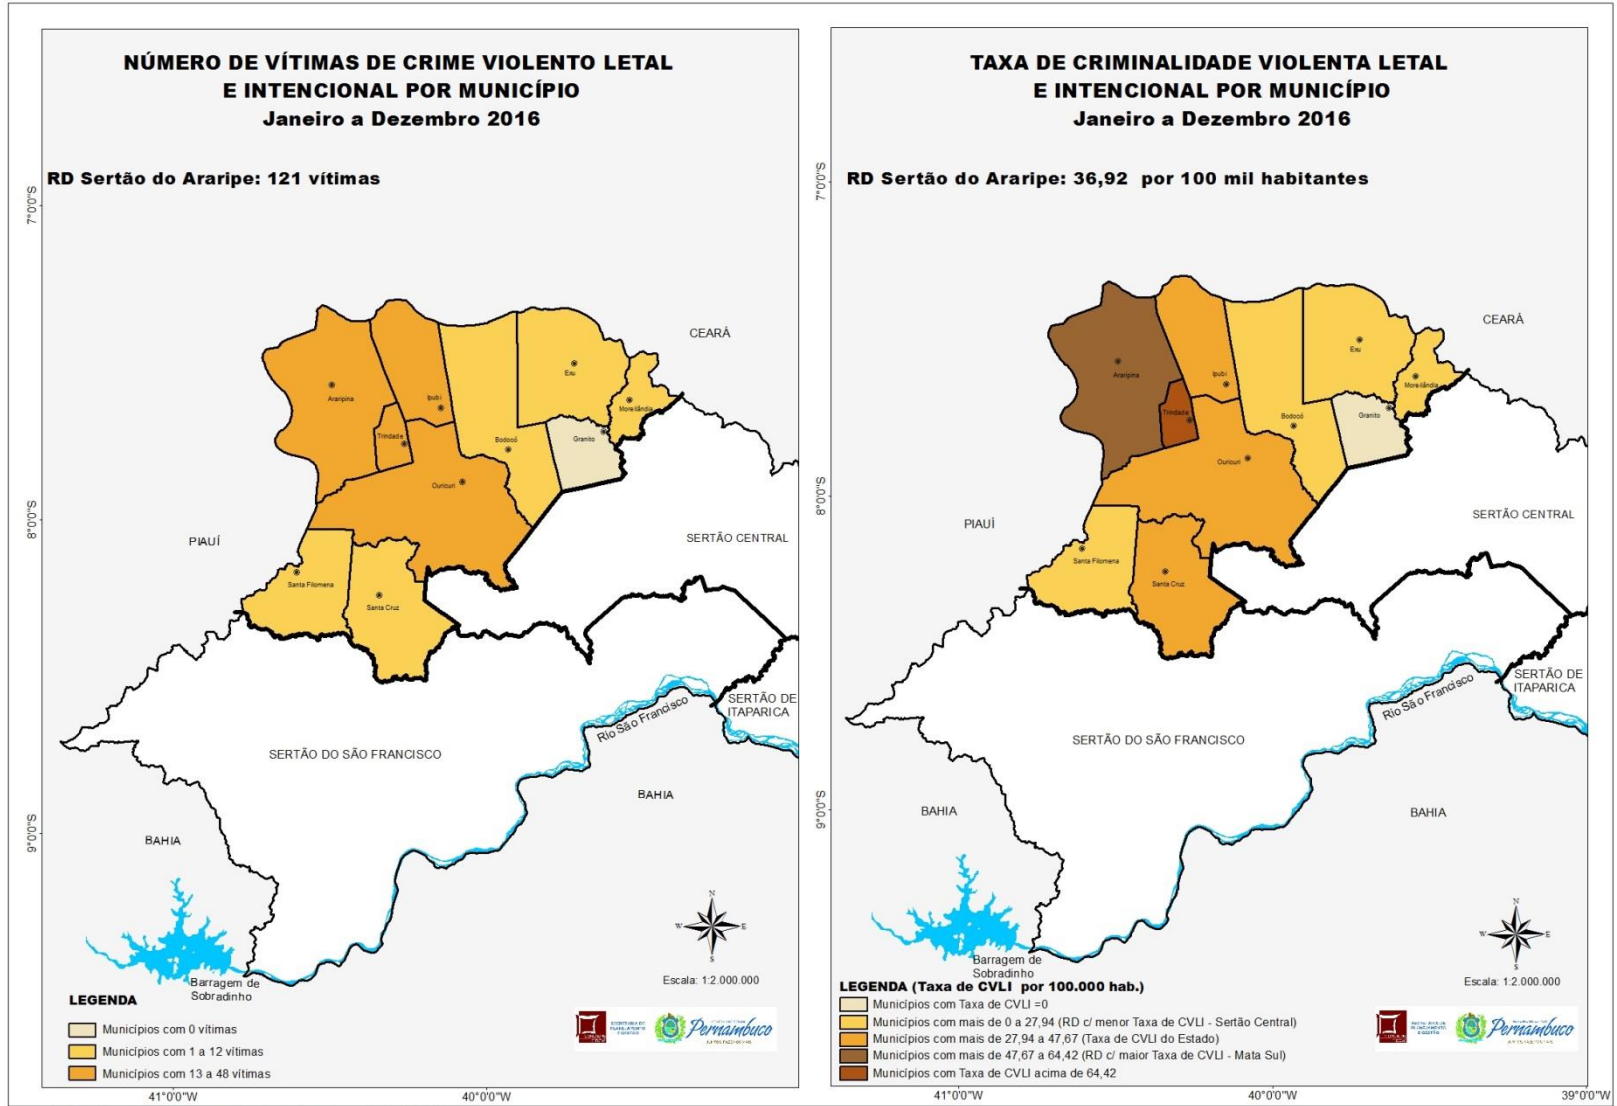 NÚMERO DE VÍTIMAS DE CRIME VIOLENTO LETAL
E INTENCIONAL POR MUNICÍPIO
Janeiro a Dezembro 2016
RD Sertão do Araripe: 121 vítimas
7°0'0"S
8°0'0"S
9°0'0"S
CEARÁ
Exu
Araripina
Ipubi
Moreilândia
Trindade
Bodocó
Granito
Ouricuri
PIAUÍ
SERTÃO CENTRAL
Santa Filomena
Santa Cruz
SERTÃO DE
ITAPARICA
Rio São Francisco
SERTÃO DO SÃO FRANCISCO
BAHIA
BAHIA
N
W
E
S
Barragem de
Sobradinho
Escala: 1:2.000.000
LEGENDA
Municípios com 0 vítimas
Municípios com 1 a 12 vítimas
Municípios com 13 a 48 vítimas
Pernambuco
41°0'0"W
40°0'0"W
TAXA DE CRIMINALIDADE VIOLENTA LETAL
E INTENCIONAL POR MUNICÍPIO
Janeiro a Dezembro 2016
RD Sertão do Araripe: 36,92 por 100 mil habitantes
7°0'0"S
8°0'0"S
9°0'0"S
CEARÁ
Exu
Araripina
Ipubi
Moreilândia
Trindade
Granito
Bodocó
Ouricuri
PIAUÍ
SERTÃO CENTRAL
Santa Filomena
Santa Cruz
SERTÃO DE
ITAPARICA
Rio São Francisco
SERTÃO DO SÃO FRANCISCO
BAHIA
BAHIA
N
W
E
S
Barragem de
Sobradinho
Escala: 1:2.000.000
LEGENDA (Taxa de CVLI por 100.000 hab.)
Municípios com Taxa de CVLI =0
Municípios com mais de 0 a 27,94 (RD c/ menor Taxa de CVLI - Sertão Central)
Municípios com mais de 27,94 a 47,67 (Taxa de CVLI do Estado)
Municípios com mais de 47,67 a 64,42 (RD c/ maior Taxa de CVLI - Mata Sul)
Municípios com Taxa de CVLI acima de 64,42
Pernambuco
41°0'0"W
40°0'0"W
39°0'0"W